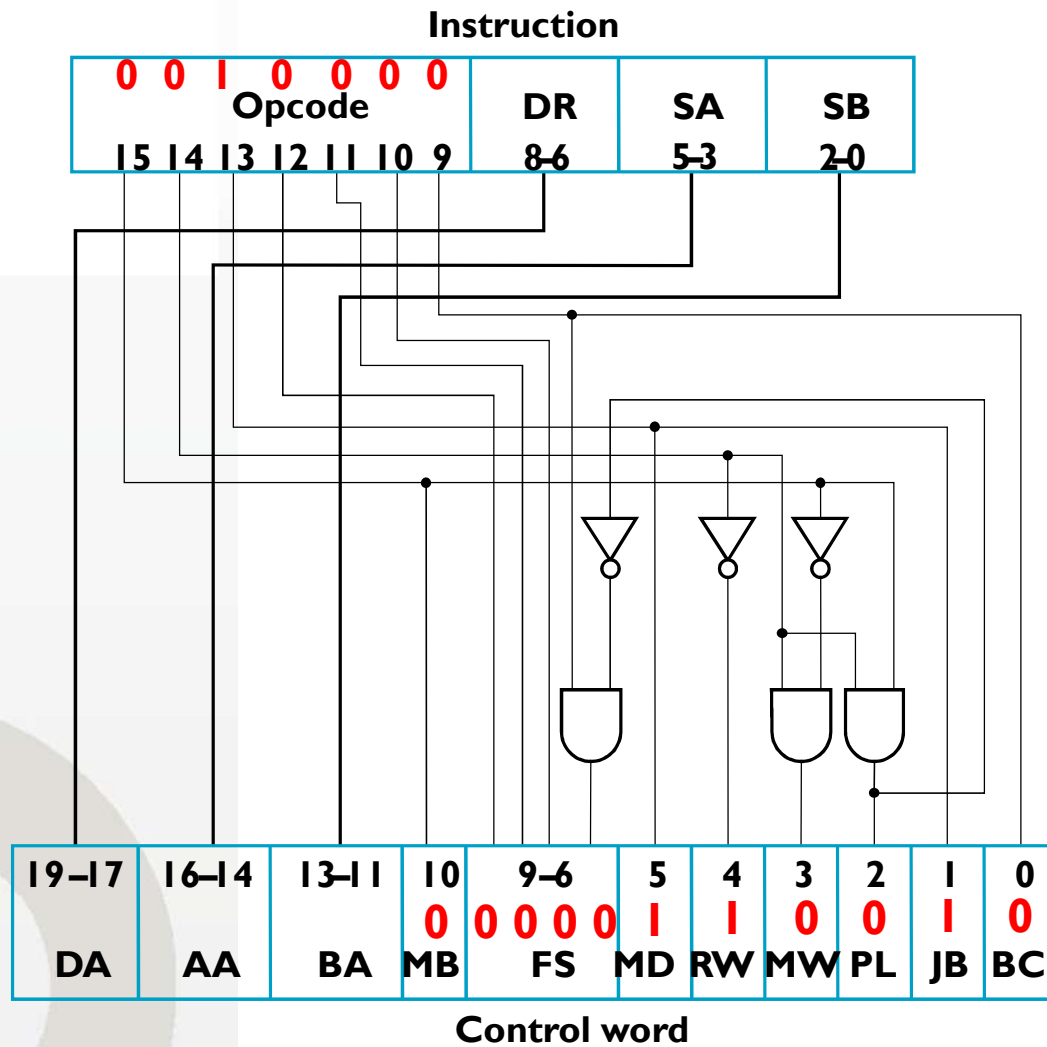 Instruction
0 0 1 0 0 0 0
Opcode DR SA SB
15 14 13 12 11 10 9 8–6 5–3 2–0
19–17 16–14 13–11 10 9–6 5 4 3 2 1 0
0 0 0 0 0 1 1 0 0 1 0
DA AA BA MB FS MD RW MW PL JB BC
Control word